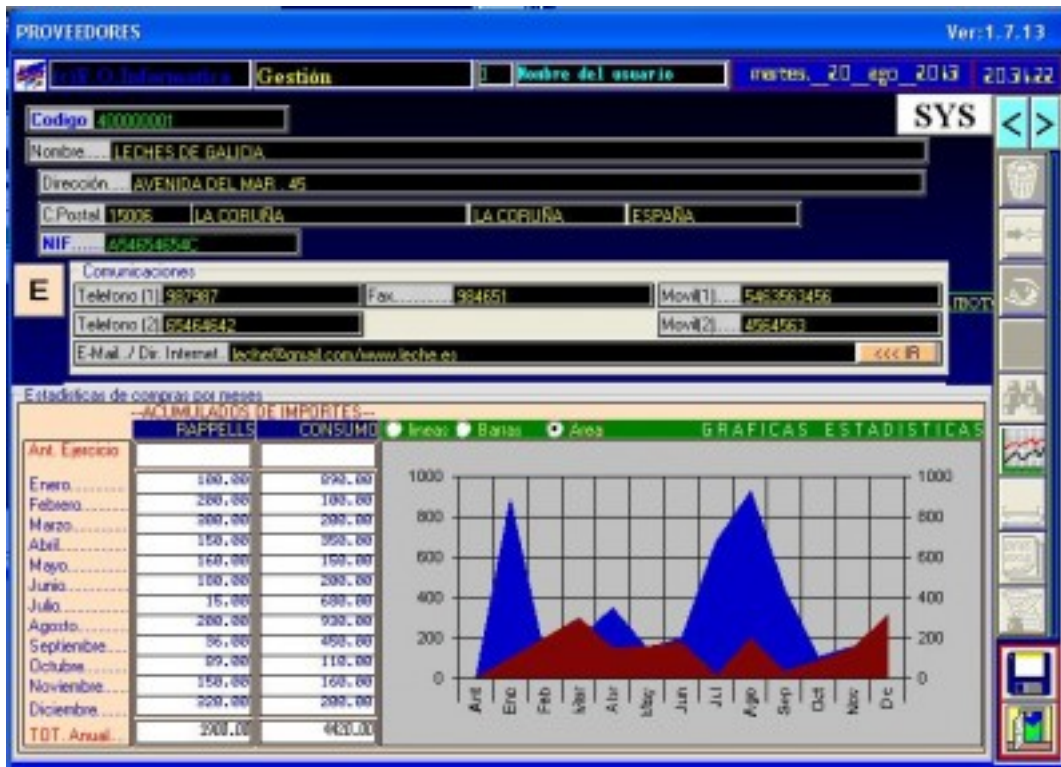 PROVEEDORES Ver:1.7.13
Gestión Nombre del usuario martes, 20 ago 2013 20:31:22
Codigo 400000001 SYS < >
Nombre..... LECHES DE GALICIA
Dirección.... AVENIDA DEL MAR . 45
C.Postal 15006 LA CORUÑA LA CORUÑA ESPAÑA
NIF.......
E
Comunicaciones
Telefono (1) 987987 Fax......... 984651 Movil(1).... 5463563456
Telefono (2) 65464642 Movil(2).... 4564563
E-Mail../ Dir. Internet.. leche@gmail.com/www.leche.es <<< IR
Estadisticas de compras por meses
--ACUMULADOS DE IMPORTES--
RAPPELLS CONSUMO lineas Barras Area GRAFICAS ESTADISTICAS
Ant. Ejercicio
Enero 100.00 890.00
Febrero 200.00 100.00
Marzo 300.00 200.00
Abril 150.00 350.00
Mayo 160.00 150.00
Junio 180.00 200.00
Julio 15.00 680.00
Agosto 200.00 930.00
Septiembre 450.00
Octubre 89.00 110.00
Noviembre 150.00 160.00
Diciembre 320.00 200.00
TOT. Anual.. 1900.00 4420.00
1000 1000
800 800
600 600
400 400
200 200
0 0
Ant Ene Feb Mar Abr May Jun Jul Ago Sep Oct Nov Dic